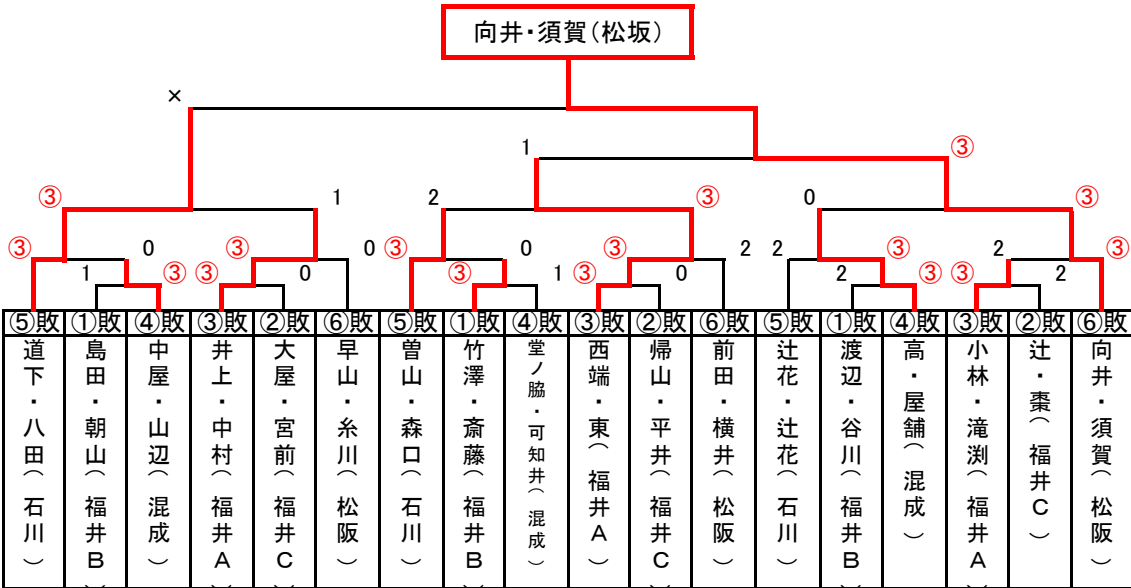 向井・須賀(松坂)
×
1
③
③
1
2
③
0
③
③
0
③
0
③
0
③
2
2
③
2
③
1
③
③
0
③
1
③
0
2
③
③
2
⑤敗
①敗
④敗
③敗
②敗
⑥敗
⑤敗
①敗
④敗
③敗
②敗
⑥敗
⑤敗
①敗
④敗
③敗
②敗
⑥敗
道下・八田(石川)
島田・朝山(福井B)
中屋・山辺(混成)
井上・中村(福井A)
大屋・宮前(福井C)
早山・糸川(松阪)
曽山・森口(石川)
竹澤・斎藤(福井B)
堂ノ脇・可知井(混成)
西端・東(福井A)
帰山・平井(福井C)
前田・横井(松阪)
辻花・辻花(石川)
渡辺・谷川(福井B)
高・屋舗(混成)
小林・滝渕(福井A)
辻・棗(福井C)
向井・須賀(松阪)